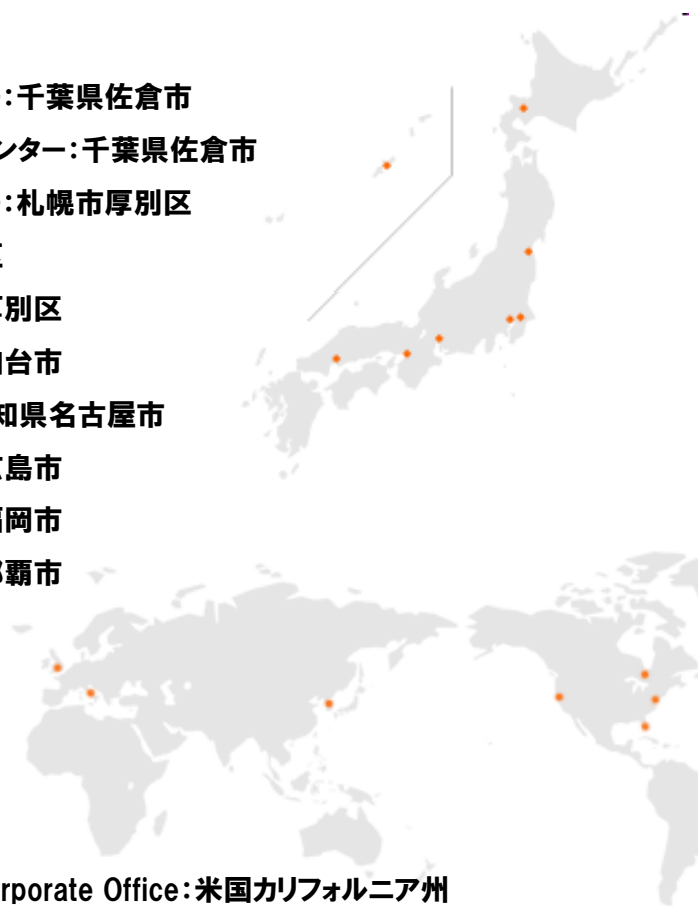 :千葉県佐倉市
ンター:千葉県佐倉市
:札幌市厚別区
別区
台市
知県名古屋市
島市
岡市
覇市
rporate Office:米国カリフォルニア州